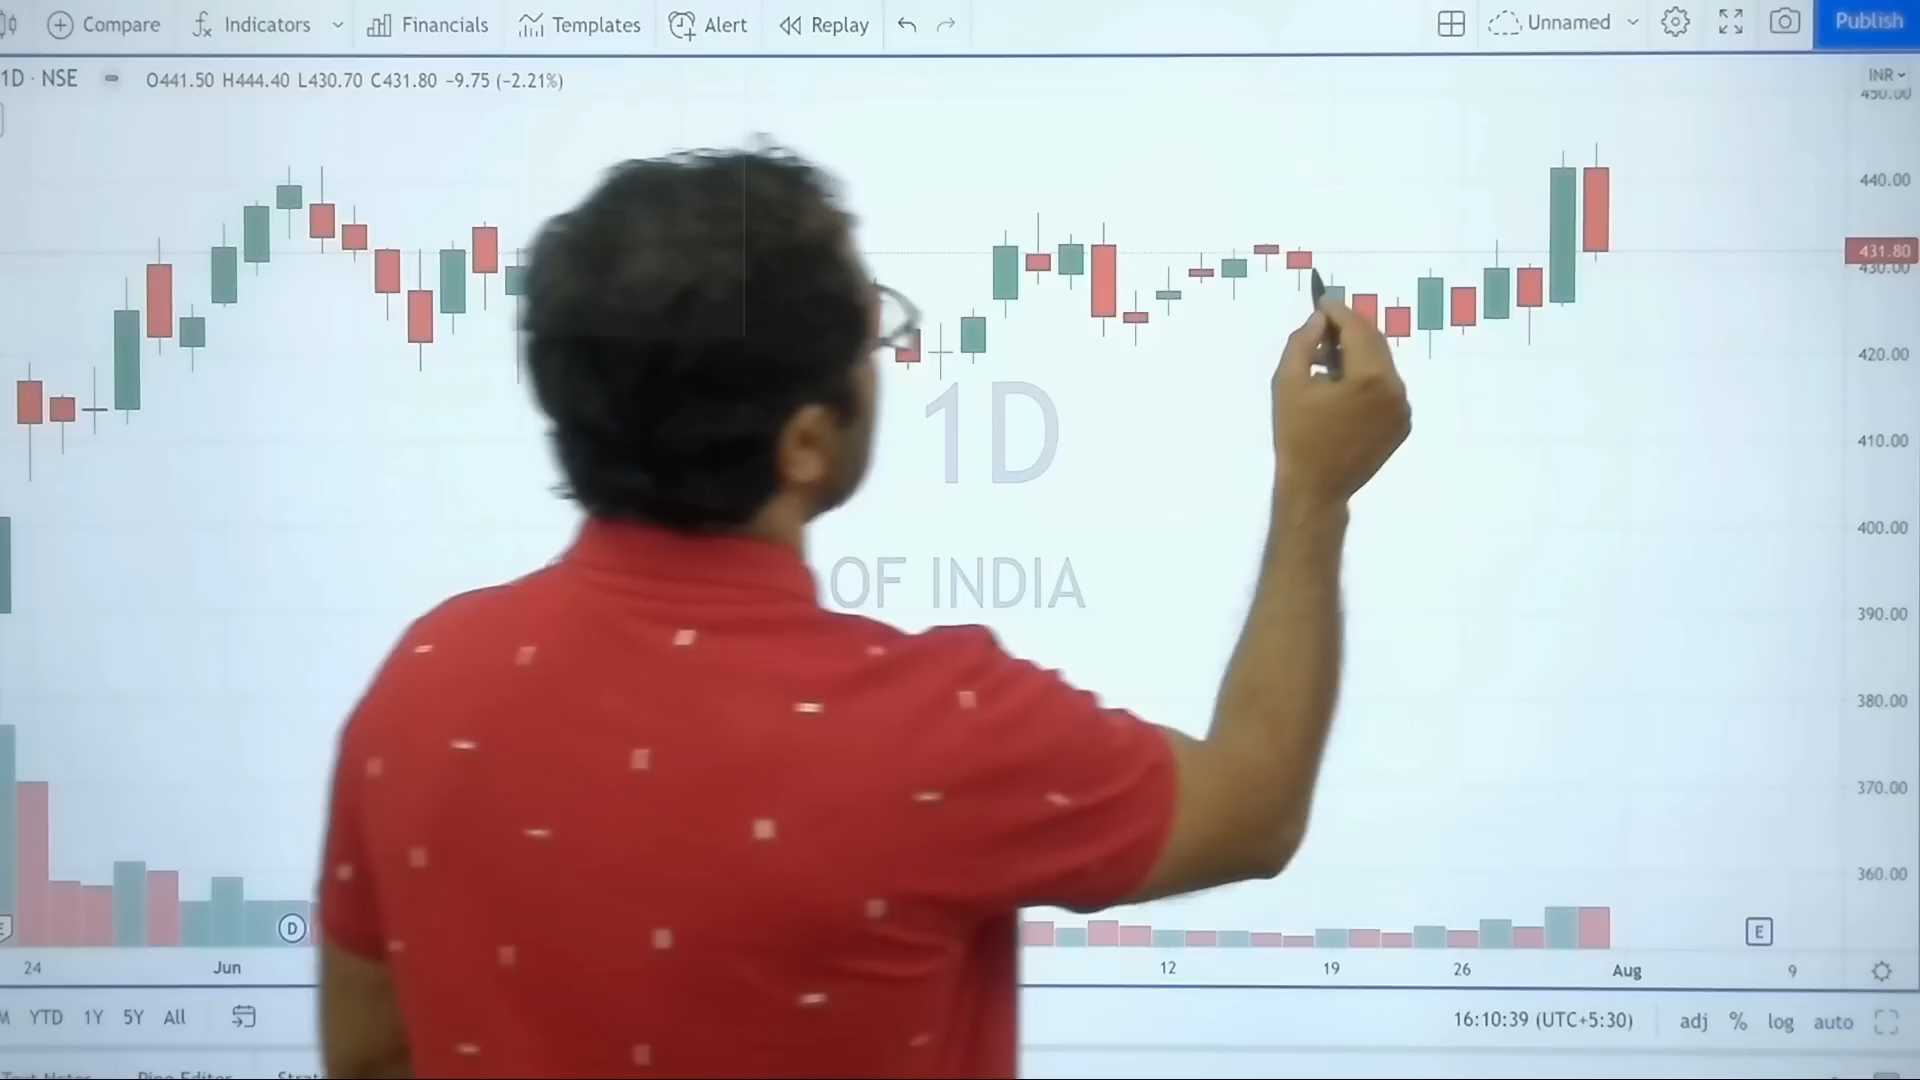 Compare Indicators Financials Templates Alert Replay Unnamed Publish
1D · NSE O441.50 H444.40 L430.70 C431.80 −9.75 (−2.21%) INR
450.00
440.00
431.80
430.00
420.00
1D
410.00
400.00
OF INDIA
390.00
380.00
370.00
360.00
D E
24 Jun 12 19 26 Aug 9
M YTD 1Y 5Y All 16:10:39 (UTC+5:30) adj % log auto
Pine Editor